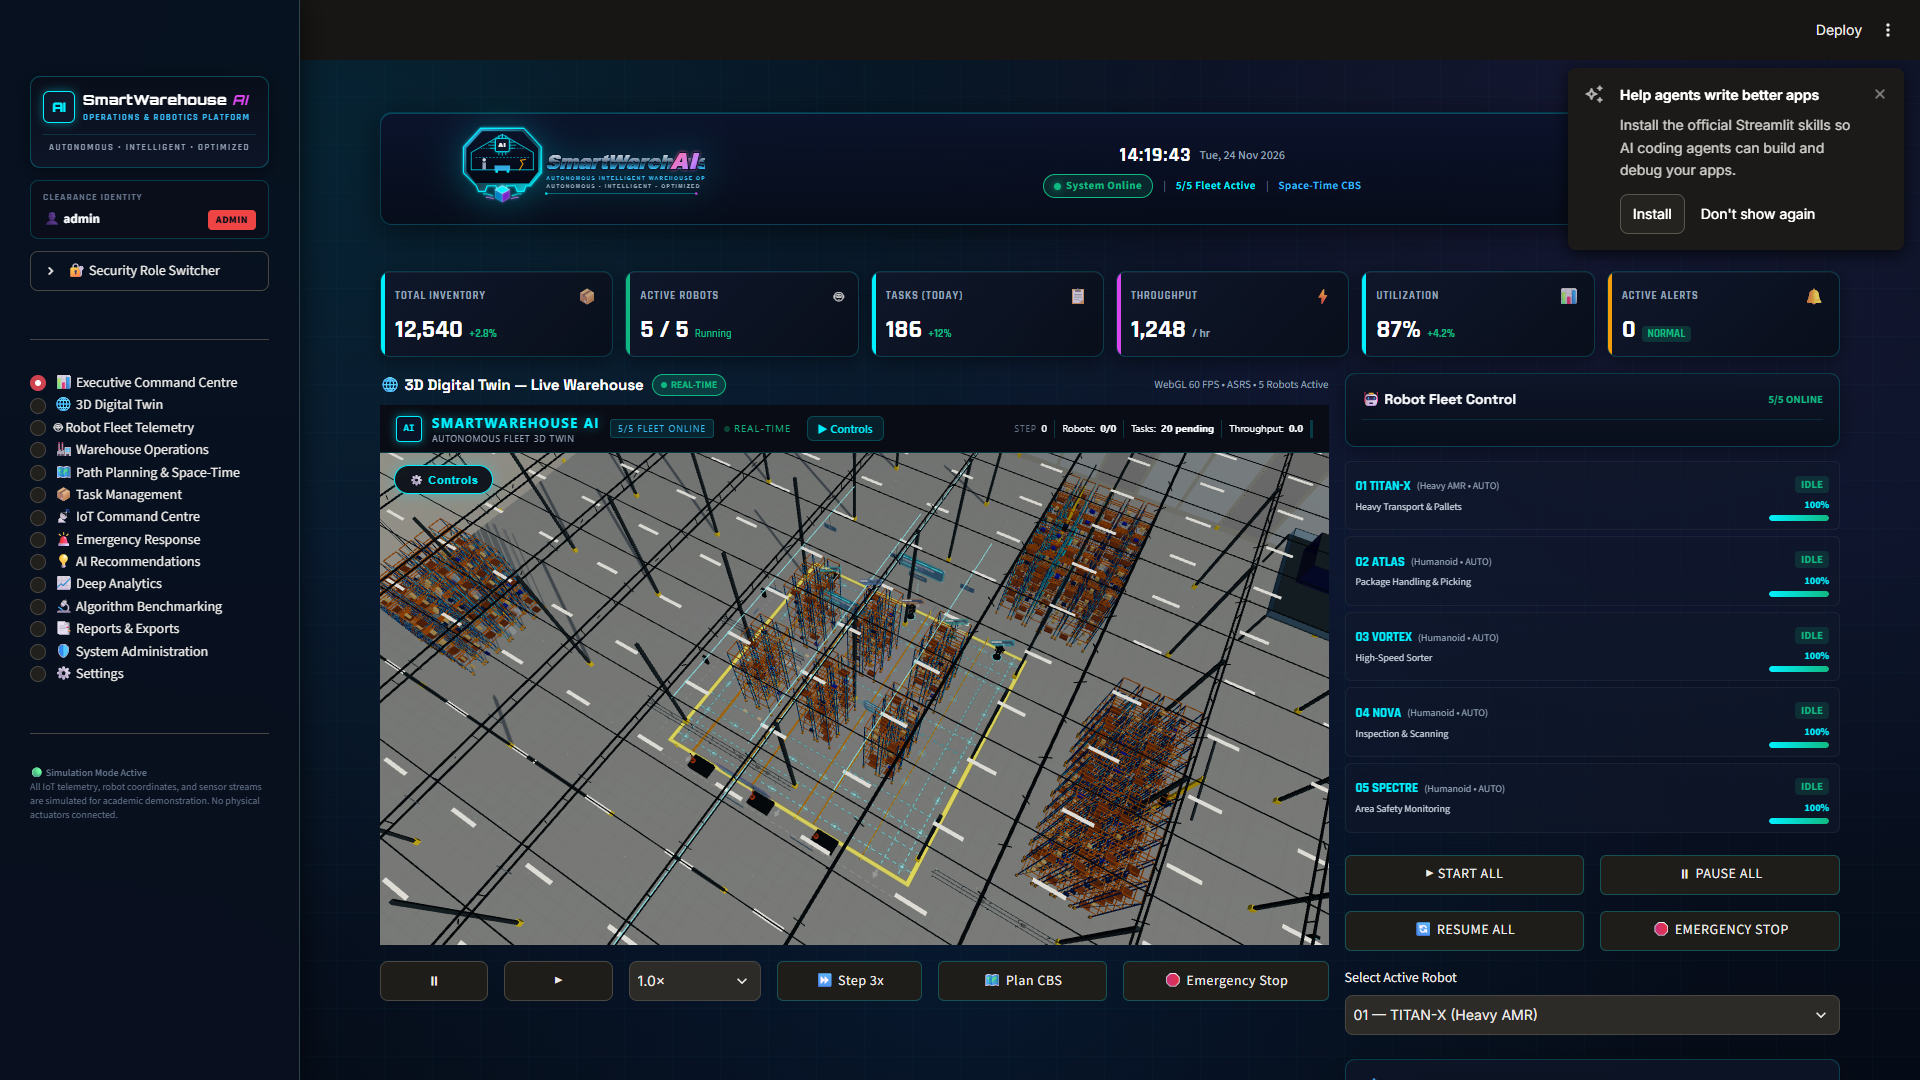 Deploy
AI
SmartWarehouse AI
OPERATIONS & ROBOTICS PLATFORM
AUTONOMOUS • INTELLIGENT • OPTIMIZED
CLEARANCE IDENTITY
admin
ADMIN
Security Role Switcher
Executive Command Centre
3D Digital Twin
Robot Fleet Telemetry
Warehouse Operations
Path Planning & Space-Time
Task Management
IoT Command Centre
Emergency Response
AI Recommendations
Deep Analytics
Algorithm Benchmarking
Reports & Exports
System Administration
Settings
Simulation Mode Active
All IoT telemetry, robot coordinates, and sensor streams
are simulated for academic demonstration. No physical
actuators connected.
AI
AUTONOMOUS INTELLIGENT WAREHOUSE OP
AUTONOMOUS • INTELLIGENT • OPTIMIZED
14:19:43 Tue, 24 Nov 2026
System Online | 5/5 Fleet Active | Space-Time CBS
Help agents write better apps
Install the official Streamlit skills so
AI coding agents can build and
debug your apps.
Install Don't show again
TOTAL INVENTORY
12,540 +2.8%
ACTIVE ROBOTS
5 / 5 Running
TASKS (TODAY)
186 +12%
THROUGHPUT
1,248 / hr
UTILIZATION
87% +4.2%
ACTIVE ALERTS
0 NORMAL
3D Digital Twin — Live Warehouse REAL-TIME
WebGL 60 FPS • ASRS • 5 Robots Active
AI
SMARTWAREHOUSE AI
AUTONOMOUS FLEET 3D TWIN
5/5 FLEET ONLINE REAL-TIME Controls
STEP 0 Robots: 0/0 Tasks: 20 pending Throughput: 0.0
Controls
1.0×
Step 3x
Plan CBS
Emergency Stop
Robot Fleet Control 5/5 ONLINE
01 TITAN-X (Heavy AMR • AUTO) IDLE
Heavy Transport & Pallets 100%
02 ATLAS (Humanoid • AUTO) IDLE
Package Handling & Picking 100%
03 VORTEX (Humanoid • AUTO) IDLE
High-Speed Sorter 100%
04 NOVA (Humanoid • AUTO) IDLE
Inspection & Scanning 100%
05 SPECTRE (Humanoid • AUTO) IDLE
Area Safety Monitoring 100%
START ALL
PAUSE ALL
RESUME ALL
EMERGENCY STOP
Select Active Robot
01 — TITAN-X (Heavy AMR)